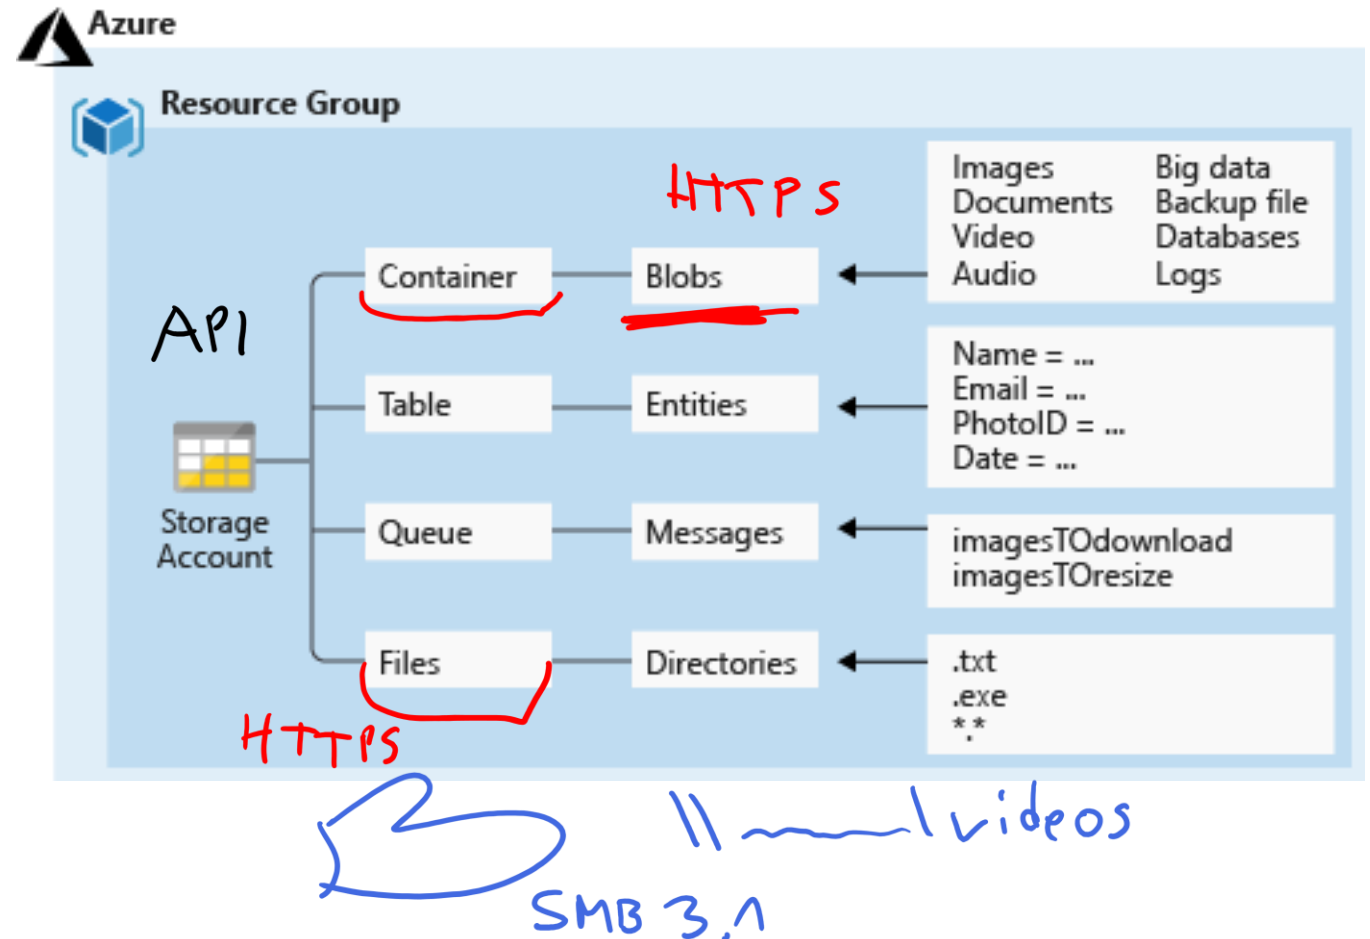 Azure
Resource Group
HTTPS
Images Big data
Documents Backup file
Video Databases
Audio Logs
Container Blobs
API
Name = ...
Email = ...
PhotoID = ...
Date = ...
Table Entities
Storage
Account
Queue Messages
imagesTOdownload
imagesTOresize
Files Directories
.txt
.exe
*.*
HTTPS
\\ \videos
SMB 3.1